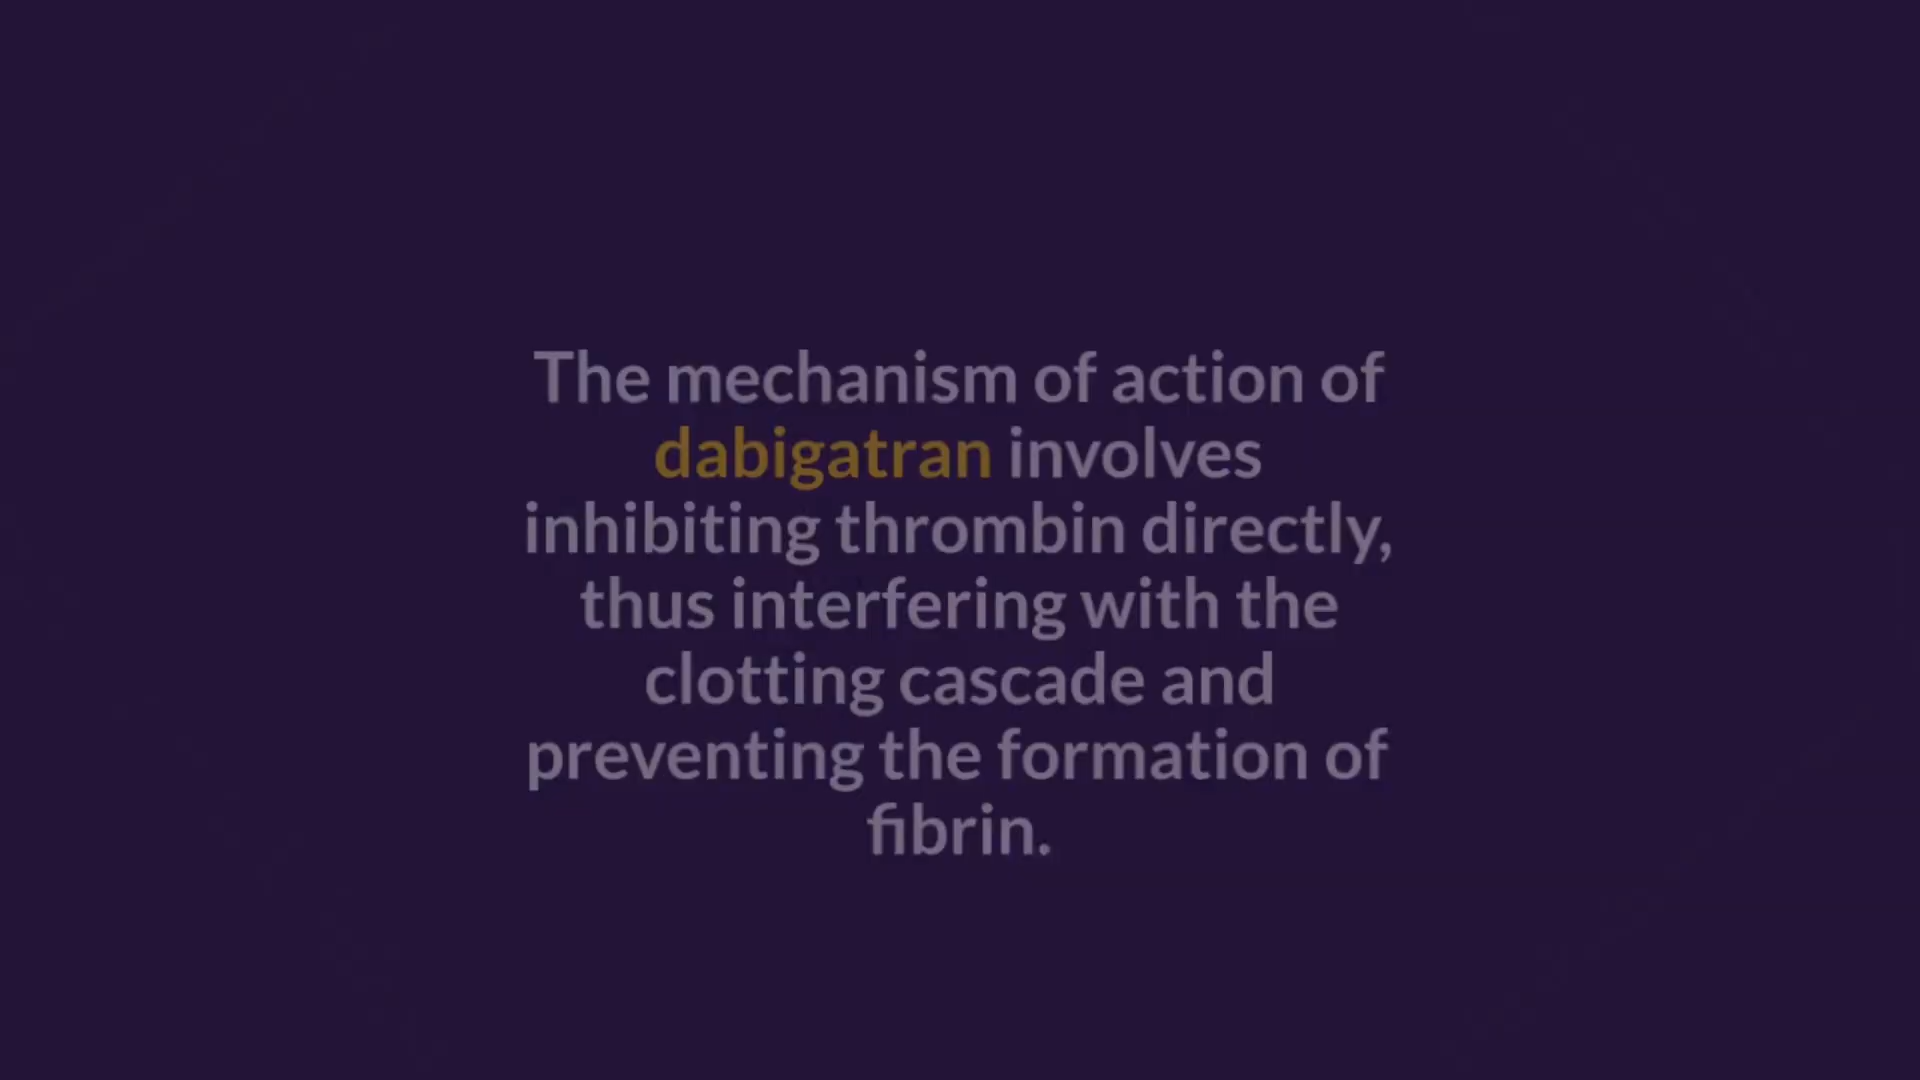 The mechanism of action of
dabigatran involves
inhibiting thrombin directly,
thus interfering with the
clotting cascade and
preventing the formation of
fibrin.